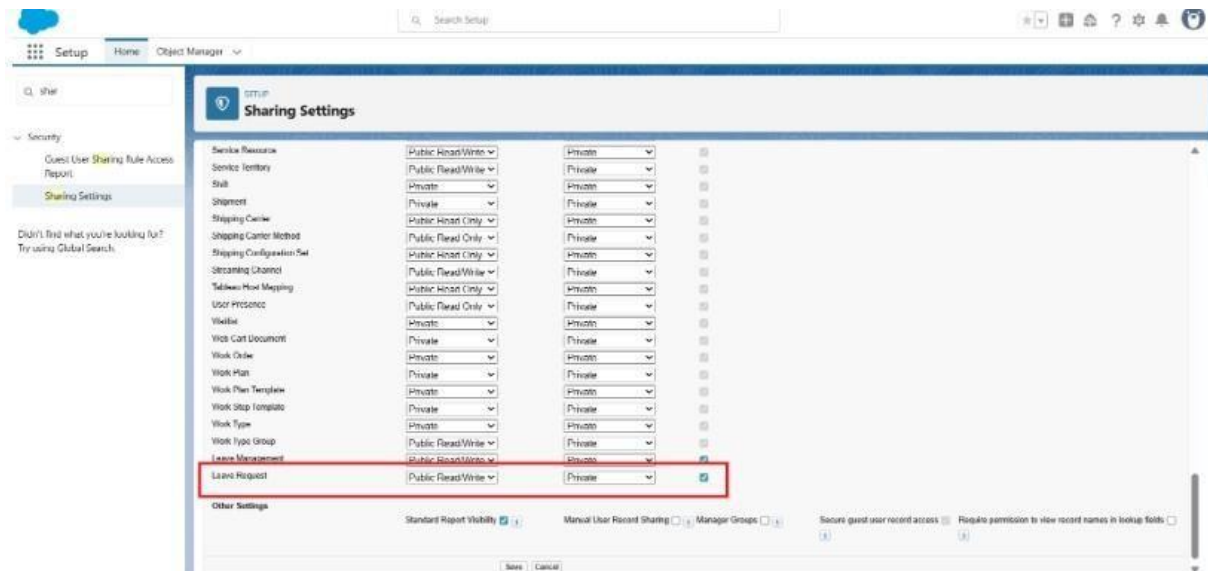 Search Setup
Setup Home Object Manager
shar
SETUP
Sharing Settings
Security
Guest User Sharing Rule Access
Report
Sharing Settings
Didn't find what you're looking for?
Try using Global Search.
Service Resource Public Read/Write Private
Service Territory Public Read/Write Private
Shift Private Private
Shipment Private Private
Shipping Carrier Public Read Only Private
Shipping Carrier Method Public Read Only Private
Shipping Configuration Set Public Read Only Private
Streaming Channel Public Read/Write Private
Tableau Host Mapping Public Read Only Private
User Presence Public Read Only Private
Waitlist Private Private
Web Cart Document Private Private
Work Order Private Private
Work Plan Private Private
Work Plan Template Private Private
Work Step Template Private Private
Work Type Private Private
Work Type Group Public Read/Write Private
Leave Management Public Read/Write Private
Leave Request Public Read/Write Private
Other Settings
Standard Report Visibility i Manual User Record Sharing i Manager Groups i Secure guest user record access i Require permission to view record names in lookup fields i
Save Cancel